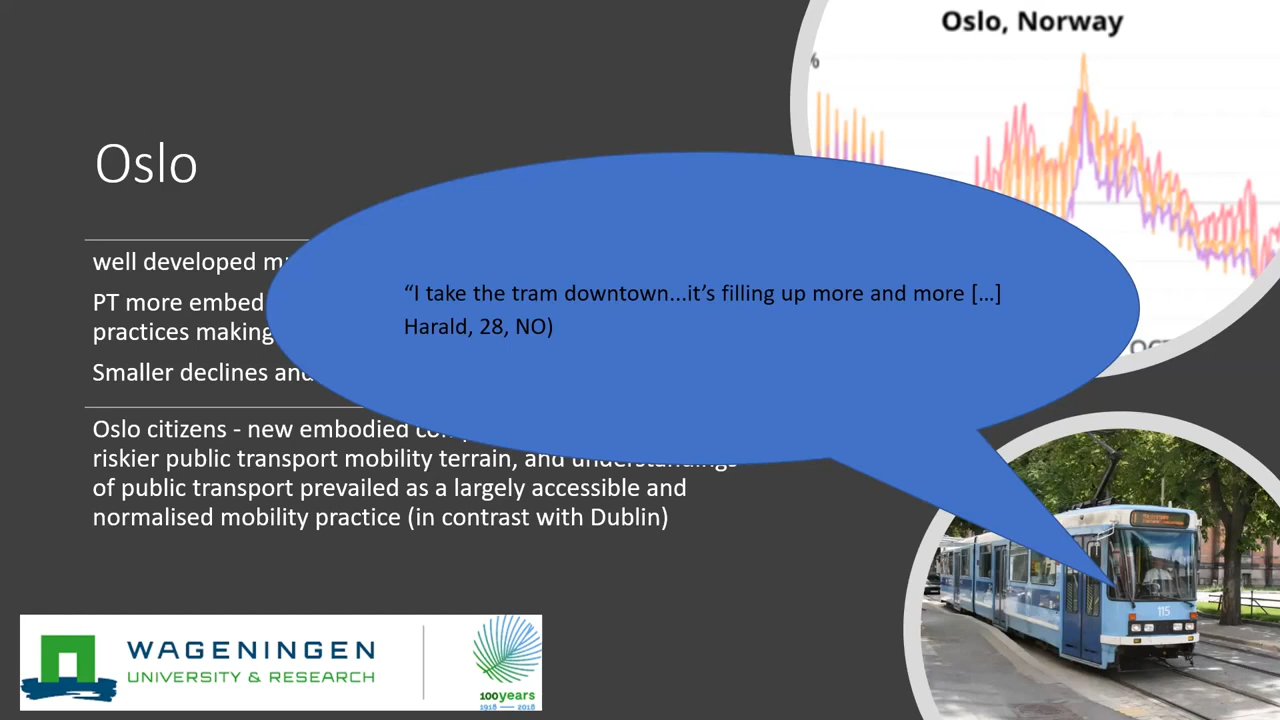 Oslo, Norway
%
Oslo
well developed
PT more embed
practices making
Smaller declines and
“I take the tram downtown...it’s filling up more and more […]
Harald, 28, NO)
Oslo citizens - new embodied
riskier public transport mobility terrain, and understandings
of public transport prevailed as a largely accessible and
normalised mobility practice (in contrast with Dublin)
115
WAGENINGEN
UNIVERSITY & RESEARCH
100years
1918 — 2018